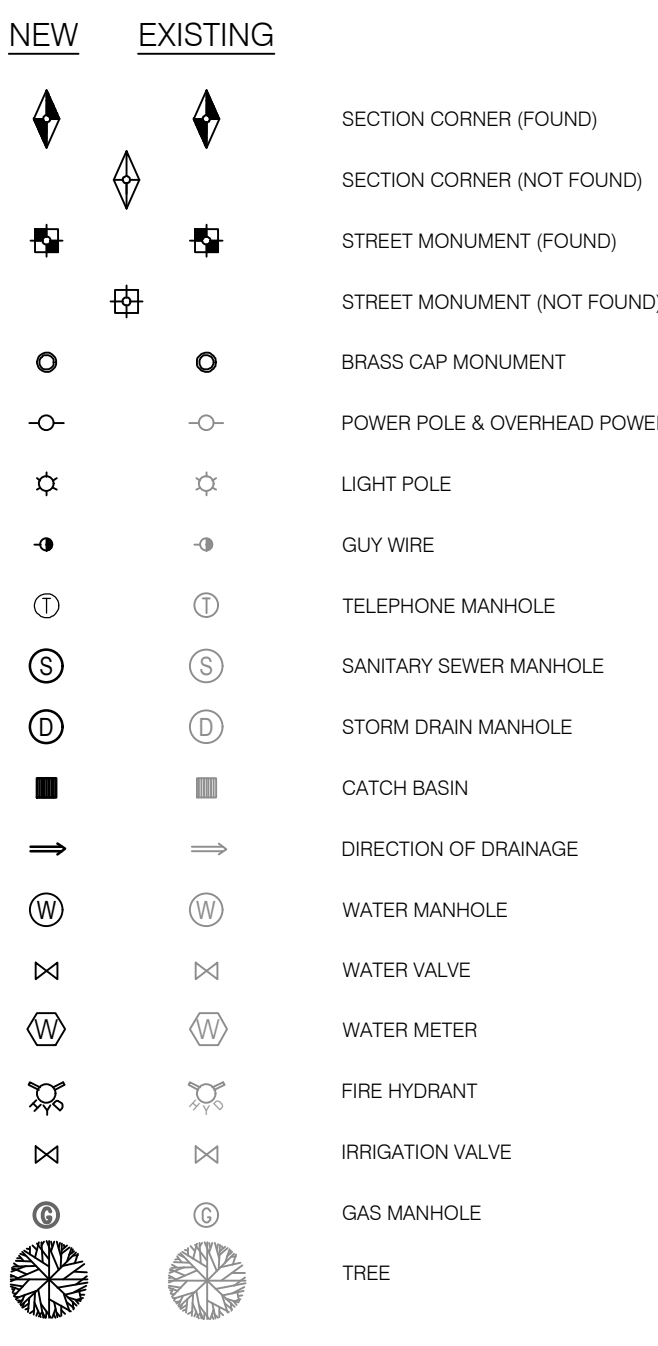 NEW EXISTING
SECTION CORNER (FOUND)
SECTION CORNER (NOT FOUND)
STREET MONUMENT (FOUND)
STREET MONUMENT (NOT FOUND)
BRASS CAP MONUMENT
POWER POLE & OVERHEAD
LIGHT POLE
GUY WIRE
T T TELEPHONE MANHOLE
S S SANITARY SEWER MANHOLE
D D STORM DRAIN MANHOLE
CATCH BASIN
DIRECTION OF DRAINAGE
W W WATER MANHOLE
WATER VALVE
W W WATER METER
HYD HYD FIRE HYDRANT
IRRIGATION VALVE
G G GAS MANHOLE
TREE